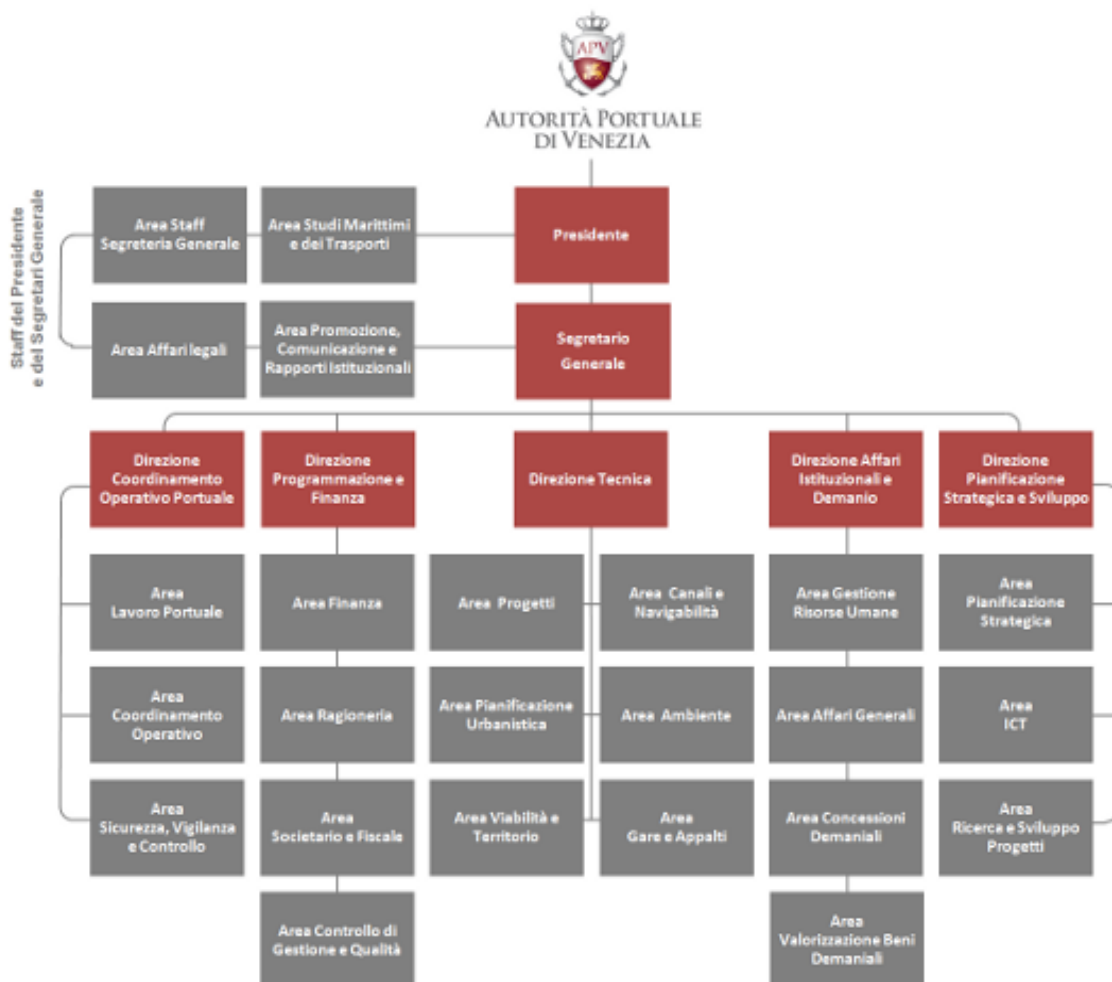 APV
AUTORITÀ PORTUALE
DI VENEZIA
Staff del Presidente
e del Segretari Generale
Area Staff
Segreteria Generale
Area Studi Marittimi
e dei Trasporti
Presidente
Area Affari legali
Area Promozione,
Comunicazione e
Rapporti Istituzionali
Segretario
Generale
Direzione
Coordinamento
Operativo Portuale
Direzione
Programmazione e
Finanza
Direzione Tecnica
Direzione Affari
Istituzionali e
Demanio
Direzione
Pianificazione
Strategica e Sviluppo
Area
Lavoro Portuale
Area Finanza
Area Progetti
Area Canali e
Navigabilità
Area Gestione
Risorse Umane
Area
Pianificazione
Strategica
Area
Coordinamento
Operativo
Area Ragioneria
Area Pianificazione
Urbanistica
Area Ambiente
Area Affari Generali
Area
ICT
Area
Sicurezza, Vigilanza
e Controllo
Area
Societario e Fiscale
Area Viabilità e
Territorio
Area
Gare e Appalti
Area Concessioni
Demaniali
Area
Ricerca e Sviluppo
Progetti
Area Controllo di
Gestione e Qualità
Area
Valorizzazione Beni
Demaniali